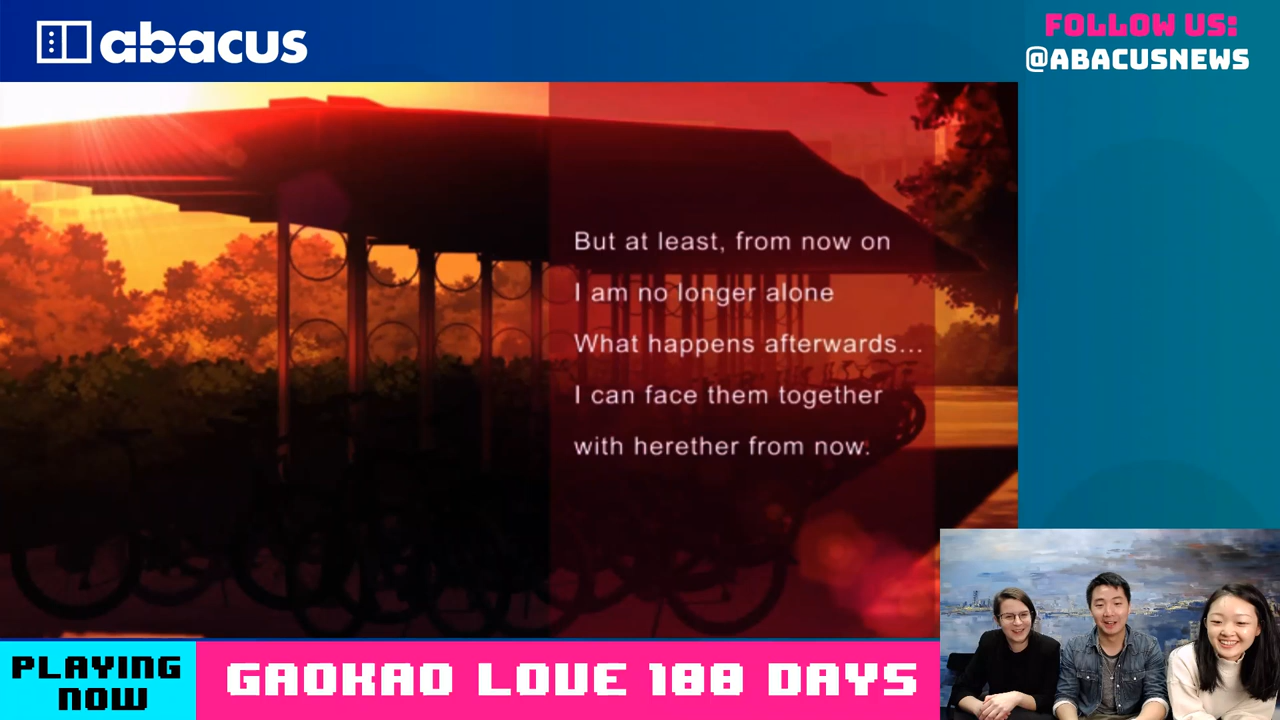 abacus
FOLLOW US:
@ABACUSNEWS
But at least, from now on
I am no longer alone
What happens afterwards...
I can face them together
with herether from now.
PLAYING
NOW
GAOKAO LOVE 100 DAYS